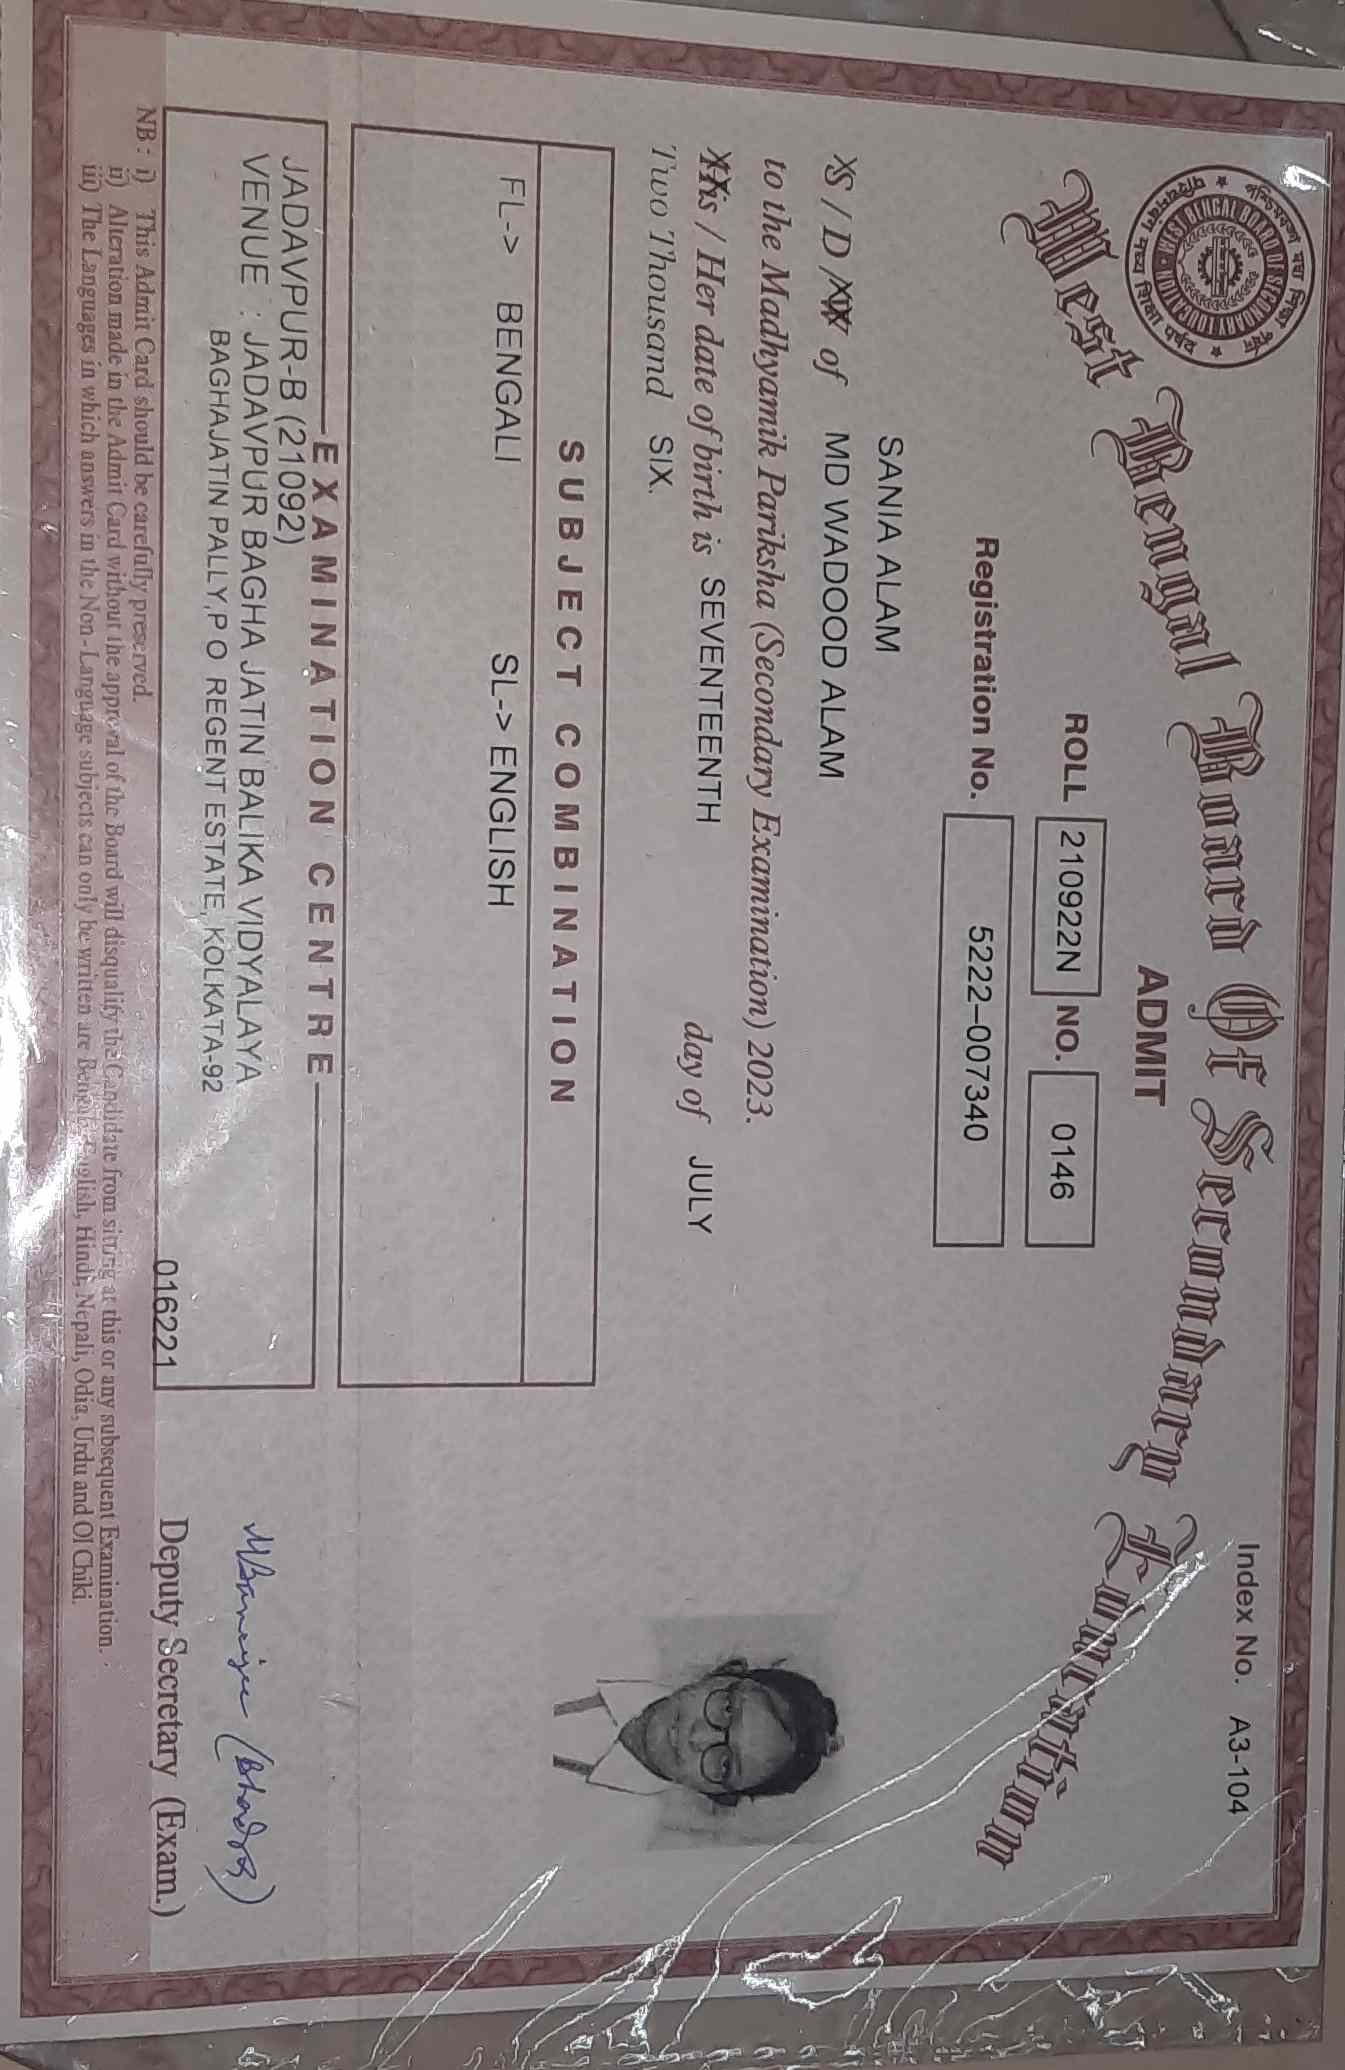 Index No. A3-104
WEST BENGAL BOARD OF SECONDARY EDUCATION
West Bengal Board Of Secondary Education
ADMIT
ROLL 210922N NO. 0146
Registration No. 5222-007340
SANIA ALAM
S / D / of MD WADOOD ALAM
to the Madhyamik Pariksha (Secondary Examination) 2023.
His / Her date of birth is SEVENTEENTH day of JULY
Two Thousand SIX.
SUBJECT COMBINATION
FL-> BENGALI SL-> ENGLISH
EXAMINATION CENTRE
JADAVPUR-B (21092)
VENUE : JADAVPUR BAGHA JATIN BALIKA VIDYALAYA
BAGHAJATIN PALLY,P O REGENT ESTATE, KOLKATA-92
016221
Deputy Secretary (Exam.)
NB : i) This Admit Card should be carefully preserved.
ii) Alteration made in the Admit Card without the approval of the Board will disqualify the Candidate from sitting at this or any subsequent Examination.
iii) The Languages in which answers in the Non-Language subjects can only be written are Bengali, English, Hindi, Nepali, Odia, Urdu and Ol Chiki.